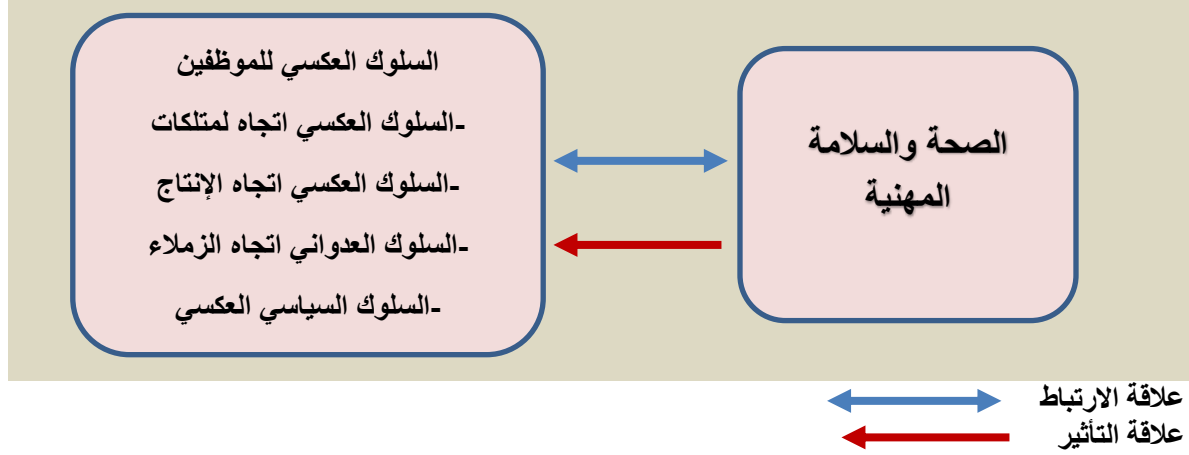 الصحة والسلامة
المهنية
السلوك العكسي للموظفين
-السلوك العكسي اتجاه لمتلكات
-السلوك العكسي اتجاه الإنتاج
-السلوك العدواني اتجاه الزملاء
-السلوك السياسي العكسي
علاقة الارتباط
علاقة التأثير